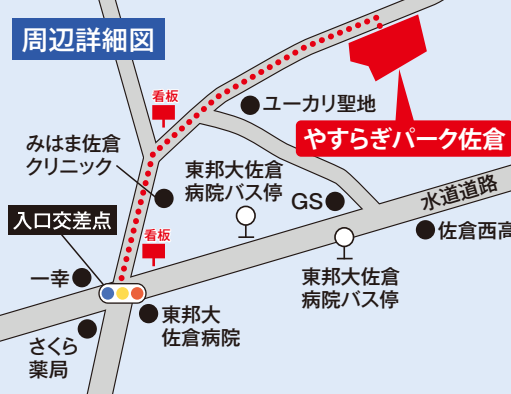 周辺詳細図
看板
ユーカリ聖地
やすらぎパーク佐倉
みはま佐倉
クリニック
東邦大佐倉
病院バス停
GS
水道道路
入口交差点
看板
佐倉西高
一幸
東邦大佐倉
病院バス停
東邦大
佐倉病院
さくら
薬局